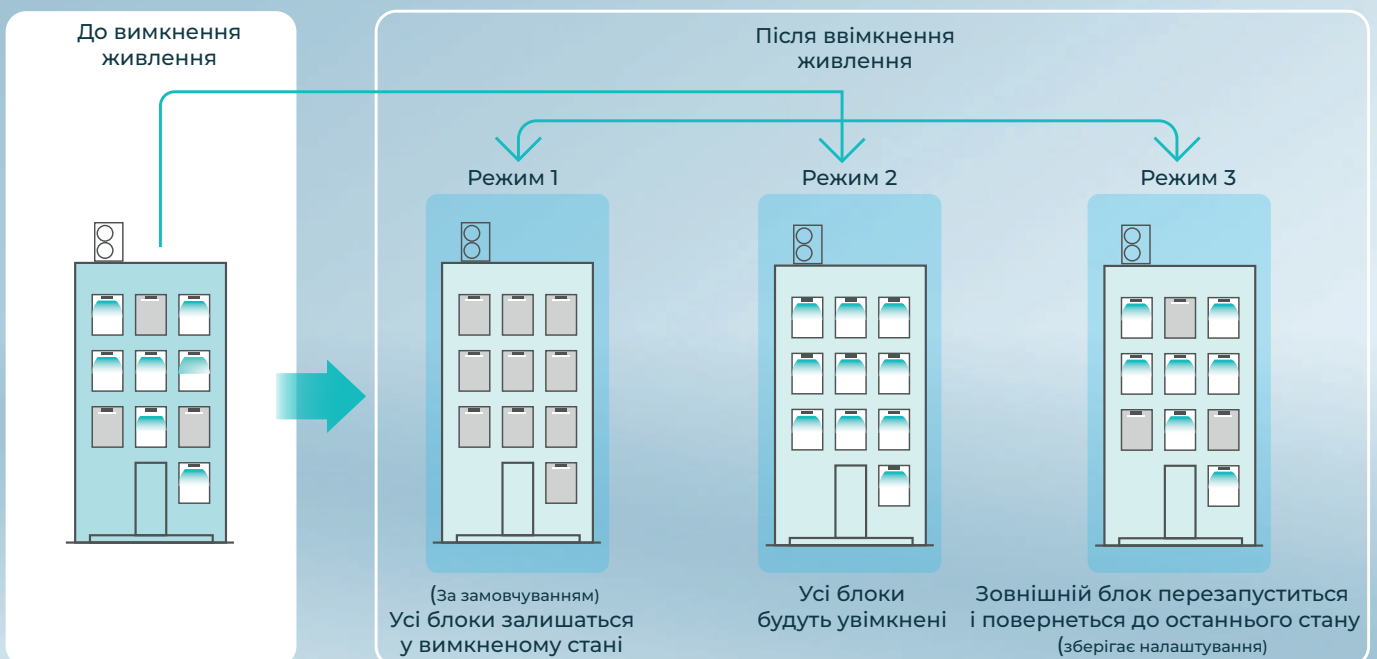 До вимкнення
живлення
Після ввімкнення
живлення
Режим 1
Режим 2
Режим 3
(За замовчуванням)
Усі блоки залишаться
у вимкненому стані
Усі блоки
будуть увімкнені
Зовнішній блок перезапуститься
і повернеться до останнього стану
(зберігає налаштування)